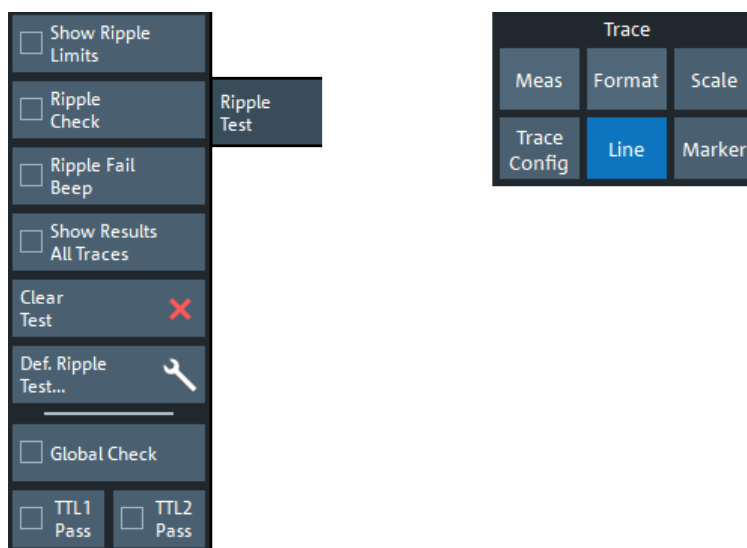 Show Ripple
Limits
Ripple
Check
Ripple
Test
Ripple Fail
Beep
Show Results
All Traces
Clear
Test
Def. Ripple
Test...
Global Check
TTL1
Pass
TTL2
Pass
Trace
Meas
Format
Scale
Trace
Config
Line
Marker